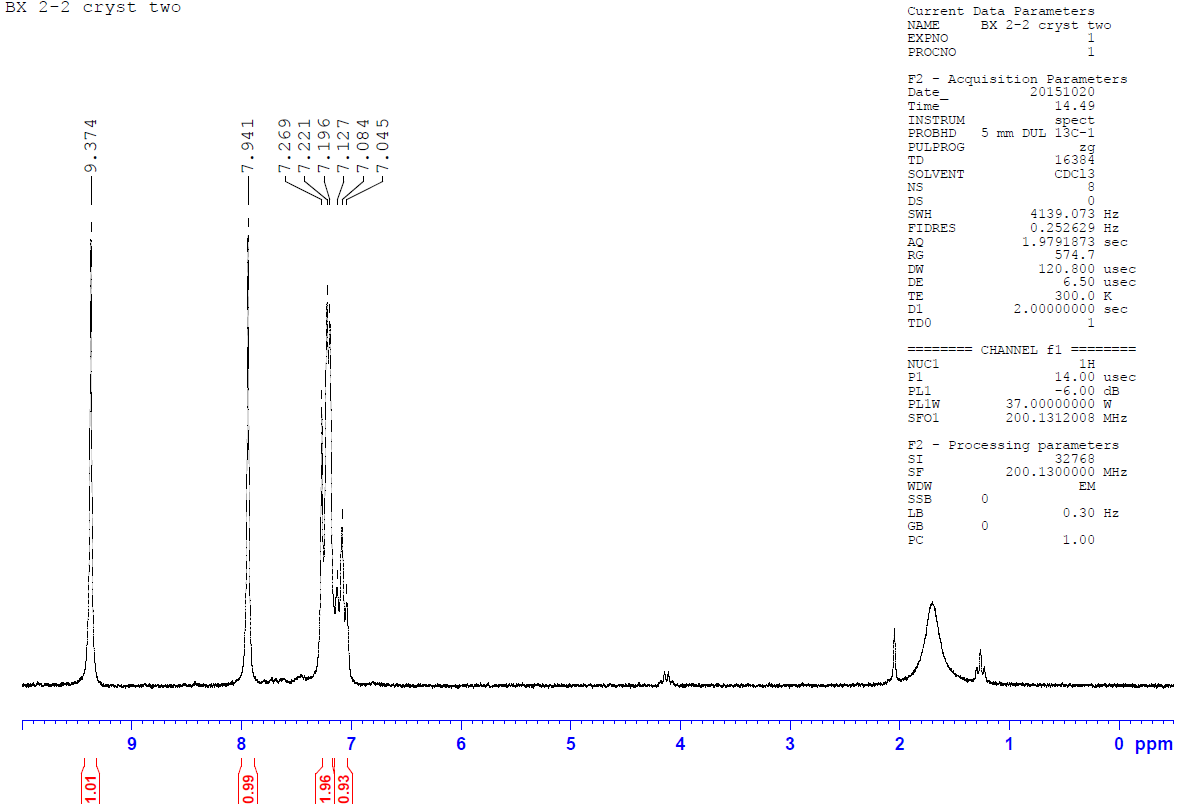 BX 2-2 cryst two
9.374
7.941
7.269
7.221
7.196
7.127
7.084
7.045
Current Data Parameters
NAME BX 2-2 cryst two
EXPNO 1
PROCNO 1
F2 - Acquisition Parameters
Date_ 20151020
Time 14.49
INSTRUM spect
PROBHD 5 mm DUL 13C-1
PULPROG zg
TD 16384
SOLVENT CDCl3
NS 8
DS 0
SWH 4139.073 Hz
FIDRES 0.252629 Hz
AQ 1.9791873 sec
RG 574.7
DW 120.800 usec
DE 6.50 usec
TE 300.0 K
D1 2.00000000 sec
TD0 1
======== CHANNEL f1 ========
NUC1 1H
P1 14.00 usec
PL1 -6.00 dB
PL1W 37.00000000 W
SFO1 200.1312008 MHz
F2 - Processing parameters
SI 32768
SF 200.1300000 MHz
WDW EM
SSB 0
LB 0.30 Hz
GB 0
PC 1.00
9 8 7 6 5 4 3 2 1 0 ppm
1.01
0.99
1.96
0.93